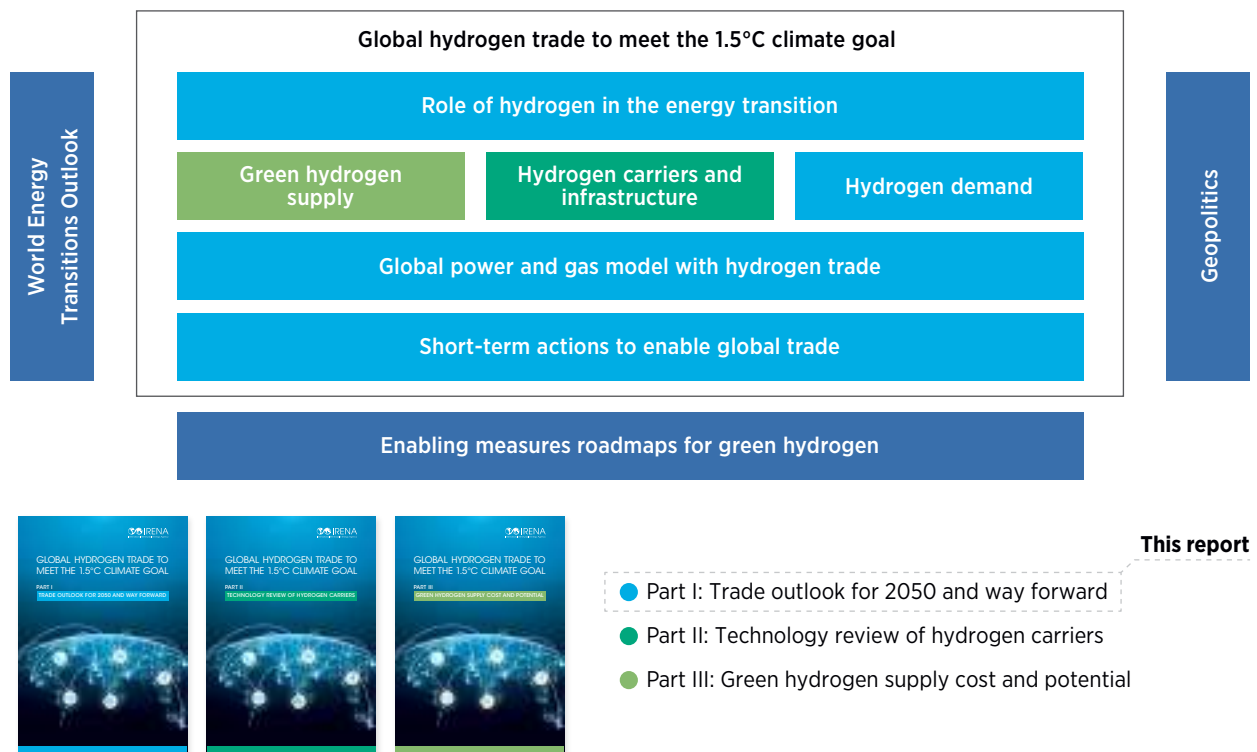 Global hydrogen trade to meet the 1.5°C climate goal
World Energy
Transitions Outlook
Role of hydrogen in the energy transition
Green hydrogen
supply
Hydrogen carriers and
infrastructure
Hydrogen demand
Global power and gas model with hydrogen trade
Short-term actions to enable global trade
Geopolitics
Enabling measures roadmaps for green hydrogen
IRENA
GLOBAL HYDROGEN TRADE TO
MEET THE 1.5°C CLIMATE GOAL
PART I
TRADE OUTLOOK FOR 2050 AND WAY FORWARD
IRENA
GLOBAL HYDROGEN TRADE TO
MEET THE 1.5°C CLIMATE GOAL
PART II
TECHNOLOGY REVIEW OF HYDROGEN CARRIERS
IRENA
GLOBAL HYDROGEN TRADE TO
MEET THE 1.5°C CLIMATE GOAL
PART III
GREEN HYDROGEN SUPPLY COST AND POTENTIAL
This report
Part I: Trade outlook for 2050 and way forward
Part II: Technology review of hydrogen carriers
Part III: Green hydrogen supply cost and potential